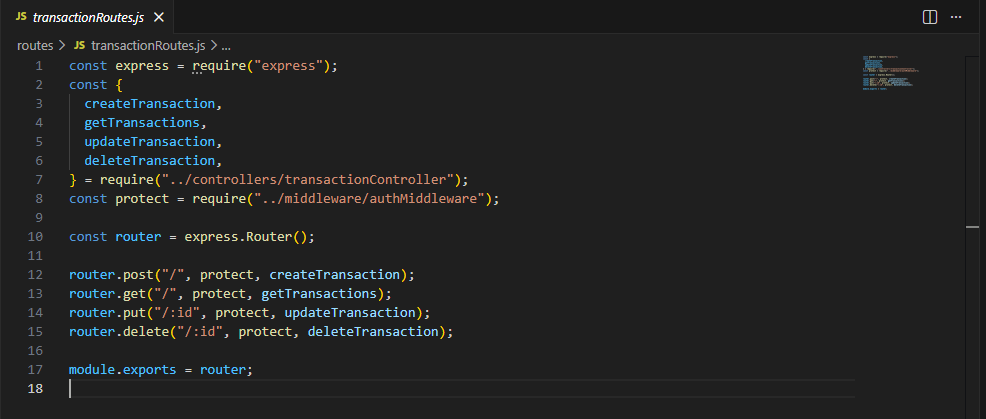 JS transactionRoutes.js ×
routes > JS transactionRoutes.js > ...
1 const express = require("express");
2 const {
3   createTransaction,
4   getTransactions,
5   updateTransaction,
6   deleteTransaction,
7 } = require("../controllers/transactionController");
8 const protect = require("../middleware/authMiddleware");
9
10 const router = express.Router();
11
12 router.post("/", protect, createTransaction);
13 router.get("/", protect, getTransactions);
14 router.put("/:id", protect, updateTransaction);
15 router.delete("/:id", protect, deleteTransaction);
16
17 module.exports = router;
18